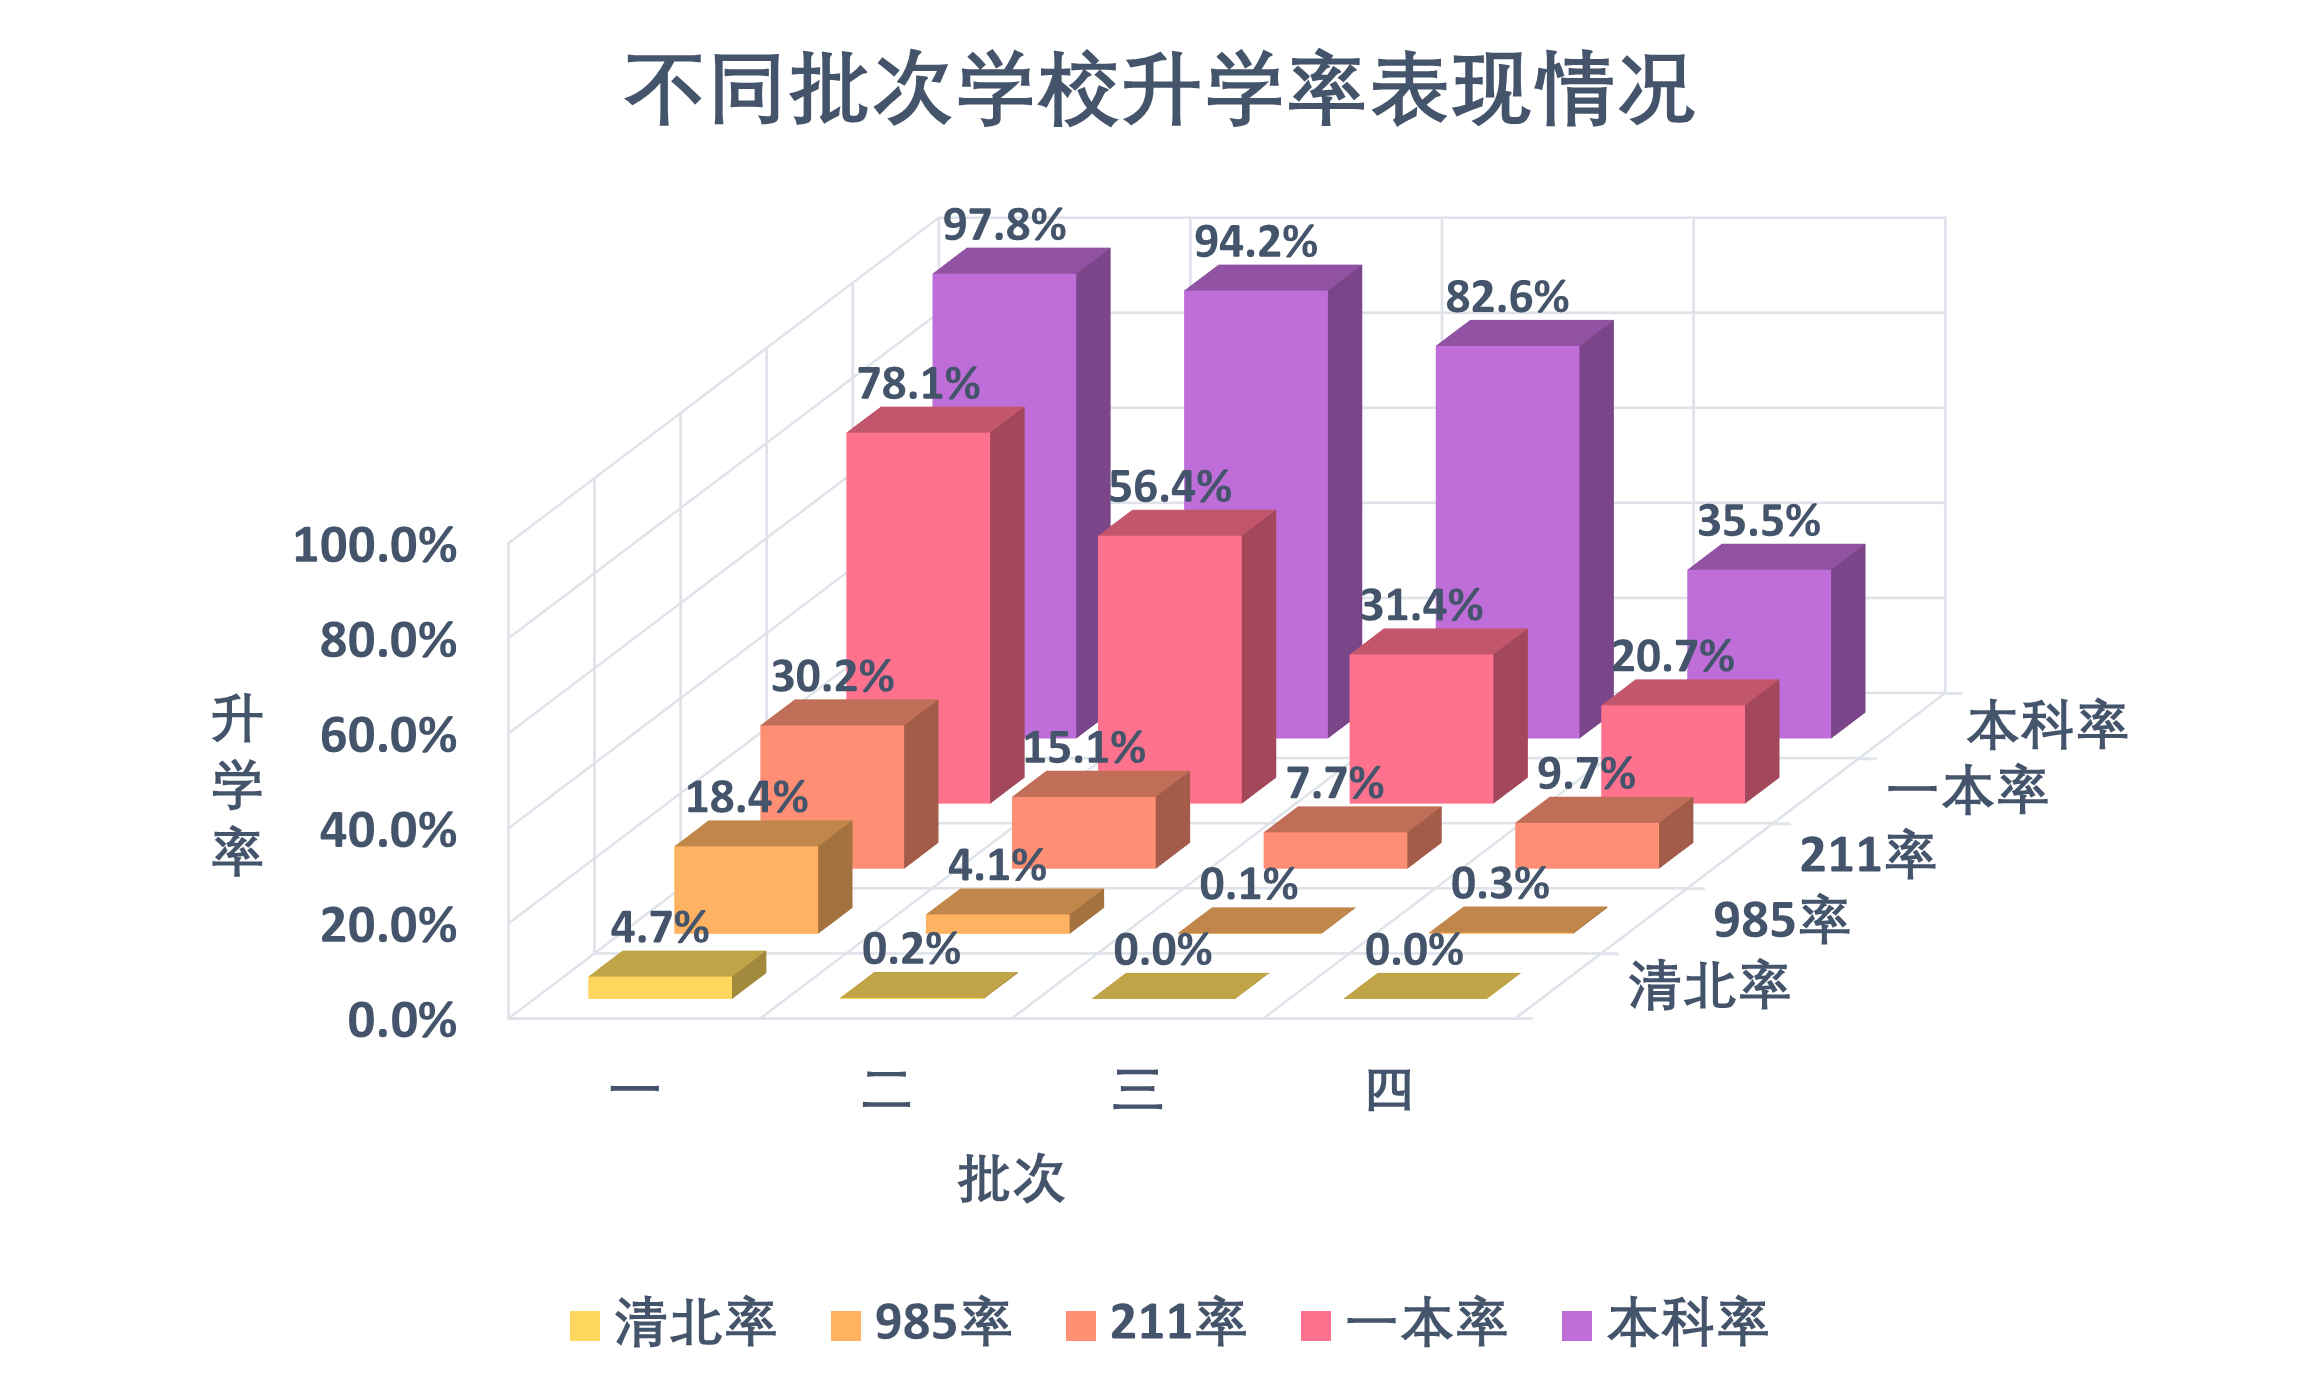 不同批次学校升学率表现情况
97.8%
94.2%
82.6%
78.1%
56.4%
35.5%
100.0%
31.4%
80.0%
20.7%
30.2%
升学率
60.0%
本科率
15.1%
7.7%
9.7%
一本率
18.4%
40.0%
211率
4.1%
0.1%
0.3%
985率
4.7%
20.0%
0.2%
0.0%
0.0%
清北率
0.0%
一 二 三 四
批次
清北率 985率 211率 一本率 本科率